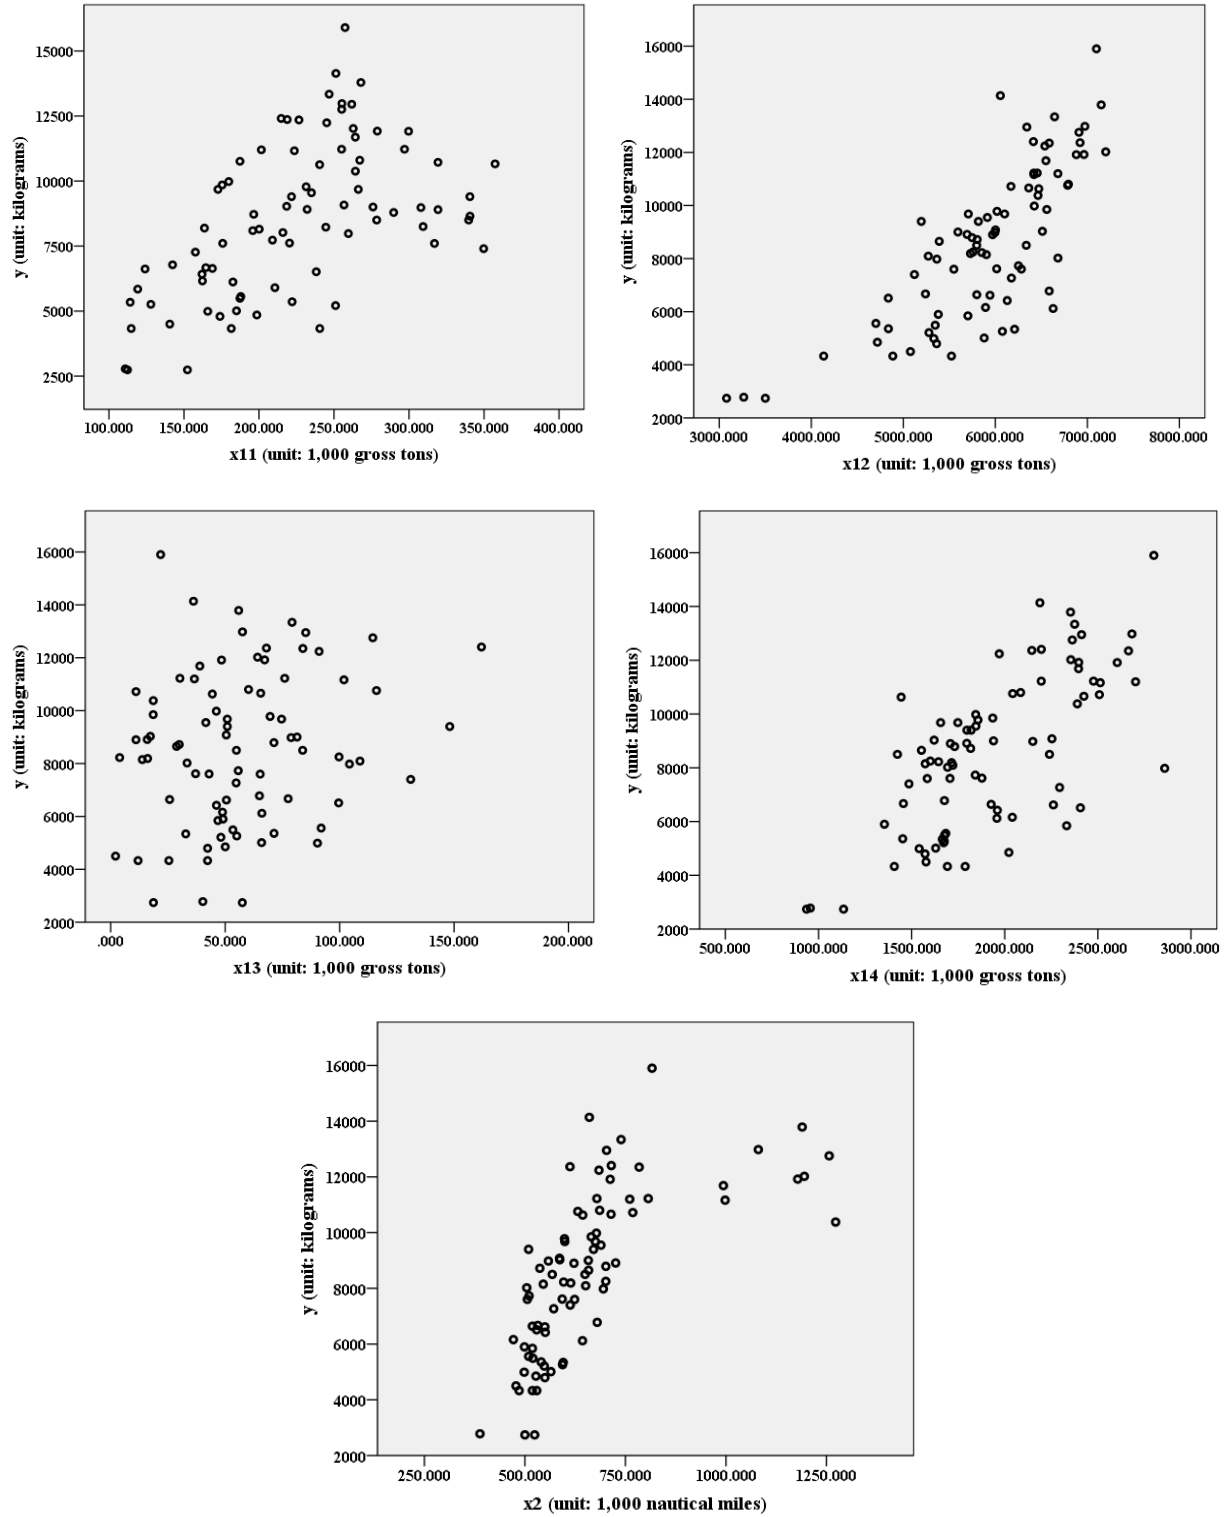 15000
12500
10000
7500
5000
2500
y (unit: kilograms)
100.000 150.000 200.000 250.000 300.000 350.000 400.000
x11 (unit: 1,000 gross tons)
16000
14000
12000
10000
8000
6000
4000
2000
y (unit: kilograms)
3000.000 4000.000 5000.000 6000.000 7000.000 8000.000
x12 (unit: 1,000 gross tons)
16000
14000
12000
10000
8000
6000
4000
2000
y (unit: kilograms)
.000 50.000 100.000 150.000 200.000
x13 (unit: 1,000 gross tons)
16000
14000
12000
10000
8000
6000
4000
2000
y (unit: kilograms)
500.000 1000.000 1500.000 2000.000 2500.000 3000.000
x14 (unit: 1,000 gross tons)
16000
14000
12000
10000
8000
6000
4000
2000
y (unit: kilograms)
250.000 500.000 750.000 1000.000 1250.000
x2 (unit: 1,000 nautical miles)